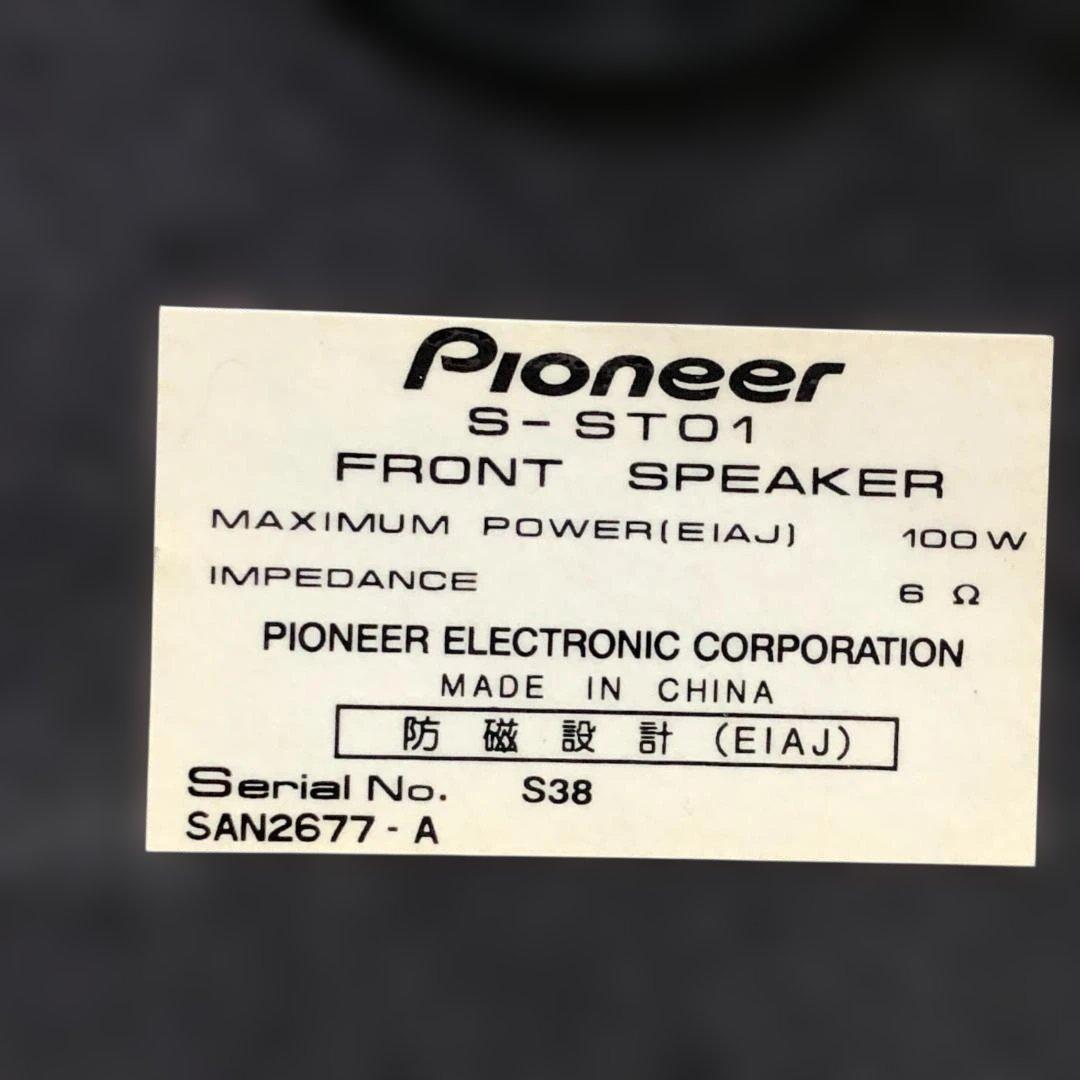 Pioneer
S-ST01
FRONT SPEAKER
MAXIMUM POWER(EIAJ) 100W
IMPEDANCE 6 Ω
PIONEER ELECTRONIC CORPORATION
MADE IN CHINA
防磁設計(EIAJ)
Serial No. S38
SAN2677-A